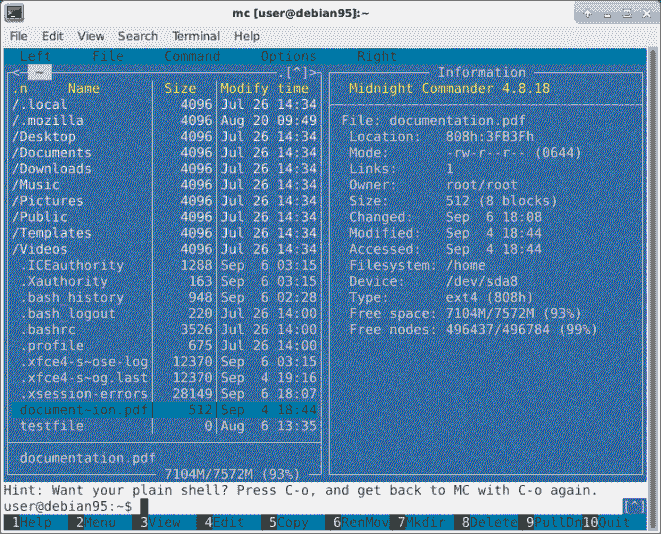 mc [user@debian95]:~
File Edit View Search Terminal Help
Left File Command Options Right
<- ~ .[^]>
.n Name Size Modify time
/.local 4096 Jul 26 14:34
/.mozilla 4096 Aug 20 09:49
/Desktop 4096 Jul 26 14:34
/Documents 4096 Jul 26 14:34
/Downloads 4096 Jul 26 14:34
/Music 4096 Jul 26 14:34
/Pictures 4096 Jul 26 14:34
/Public 4096 Jul 26 14:34
/Templates 4096 Jul 26 14:34
/Videos 4096 Jul 26 14:34
.ICEauthority 1288 Sep 6 03:15
.Xauthority 163 Sep 6 03:15
.bash_history 948 Sep 6 02:28
.bash_logout 220 Jul 26 14:00
.bashrc 3526 Jul 26 14:00
.profile 675 Jul 26 14:00
.xfce4-s~ose-log 12370 Sep 6 03:15
.xfce4-s~og.last 12370 Sep 4 19:16
.xsession-errors 28149 Sep 6 18:07
document~ion.pdf 512 Sep 4 18:44
testfile 0 Aug 6 13:35
documentation.pdf
7104M/7572M (93%)
Information
Midnight Commander 4.8.18
File: documentation.pdf
Location: 808h:3FB3Fh
Mode: -rw-r--r-- (0644)
Links: 1
Owner: root/root
Size: 512 (8 blocks)
Changed: Sep 6 18:08
Modified: Sep 4 18:44
Accessed: Sep 4 18:44
Filesystem: /home
Device: /dev/sda8
Type: ext4 (808h)
Free space: 7104M/7572M (93%)
Free nodes: 496437/496784 (99%)
Hint: Want your plain shell? Press C-o, and get back to MC with C-o again.
user@debian95:~$ [^]
1Help 2Menu 3View 4Edit 5Copy 6RenMov 7Mkdir 8Delete 9PullDn 10Quit